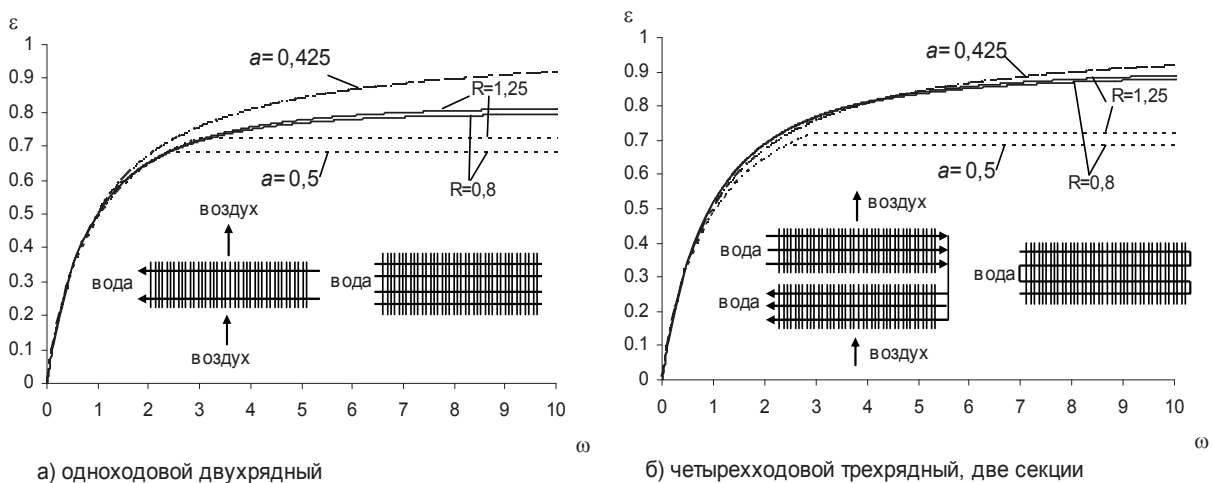 ε
1
0.9
0.8
0.7
0.6
0.5
0.4
0.3
0.2
0.1
0
0 1 2 3 4 5 6 7 8 9 10
ω
a= 0,425
R=1,25
a=0,5
R=0,8
воздух
вода
воздух
вода
а) одноходовой двухрядный
ε
1
0.9
0.8
0.7
0.6
0.5
0.4
0.3
0.2
0.1
0
0 1 2 3 4 5 6 7 8 9 10
ω
a= 0,425
R=1,25
a=0,5
R=0,8
воздух
вода
воздух
вода
б) четырехходовой трехрядный, две секции